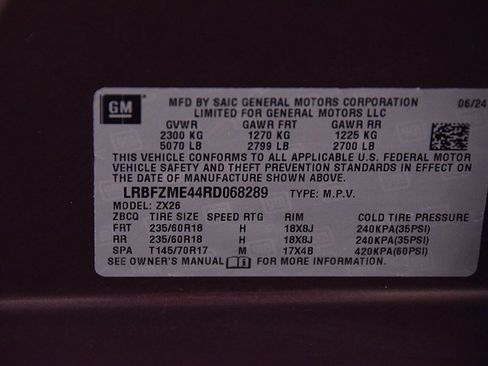 GM
MFD BY SAIC GENERAL MOTORS CORPORATION 06/24
LIMITED FOR GENERAL MOTORS LLC
GVWR GAWR FRT GAWR RR
2300 KG 1270 KG 1225 KG
5070 LB 2799 LB 2700 LB
THIS VEHICLE CONFORMS TO ALL APPLICABLE U.S. FEDERAL MOTOR
VEHICLE SAFETY AND THEFT PREVENTION STANDARDS IN EFFECT
ON THE DATE OF MANUFACTURE SHOWN ABOVE.
LRBFZME44RD068289 TYPE: M.P.V.
MODEL: ZX26
ZBCQ TIRE SIZE SPEED RTG RIM COLD TIRE PRESSURE
FRT 235/60R18 H 18X8J 240KPA(35PSI)
RR 235/60R18 H 18X8J 240KPA(35PSI)
SPA T145/70R17 M 17X4B 420KPA(60PSI)
SEE OWNER'S MANUAL FOR MORE INFORMATION.